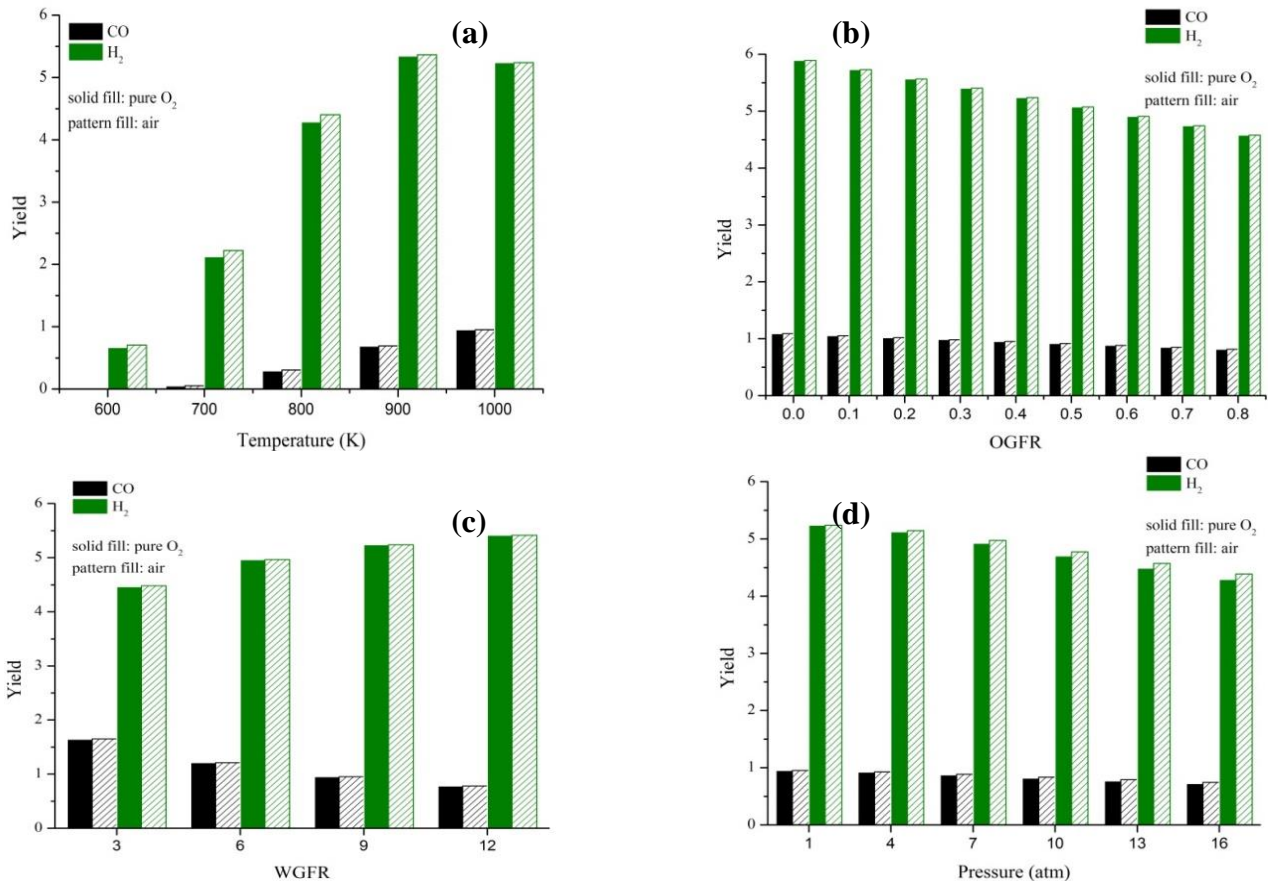 (a)
CO
H₂
solid fill: pure O₂
pattern fill: air
6
5
4
3
2
1
0
Yield
600 700 800 900 1000
Temperature (K)
(b)
CO
H₂
solid fill: pure O₂
pattern fill: air
6
5
4
3
2
1
0
Yield
0.0 0.1 0.2 0.3 0.4 0.5 0.6 0.7 0.8
OGFR
(c)
CO
H₂
solid fill: pure O₂
pattern fill: air
6
5
4
3
2
1
0
Yield
3 6 9 12
WGFR
(d)
CO
H₂
solid fill: pure O₂
pattern fill: air
6
5
4
3
2
1
0
Yield
1 4 7 10 13 16
Pressure (atm)